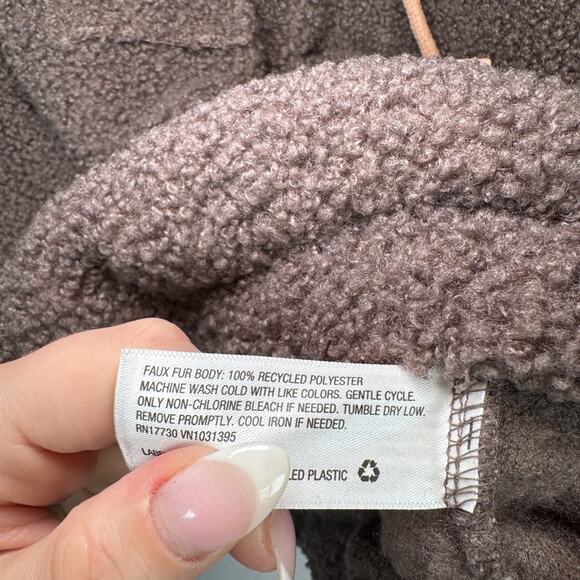 FAUX FUR BODY: 100% RECYCLED POLYESTER
MACHINE WASH COLD WITH LIKE COLORS. GENTLE CYCLE.
ONLY NON-CHLORINE BLEACH IF NEEDED. TUMBLE DRY LOW.
REMOVE PROMPTLY. COOL IRON IF NEEDED.
RN17730 VN1031395
PLASTIC